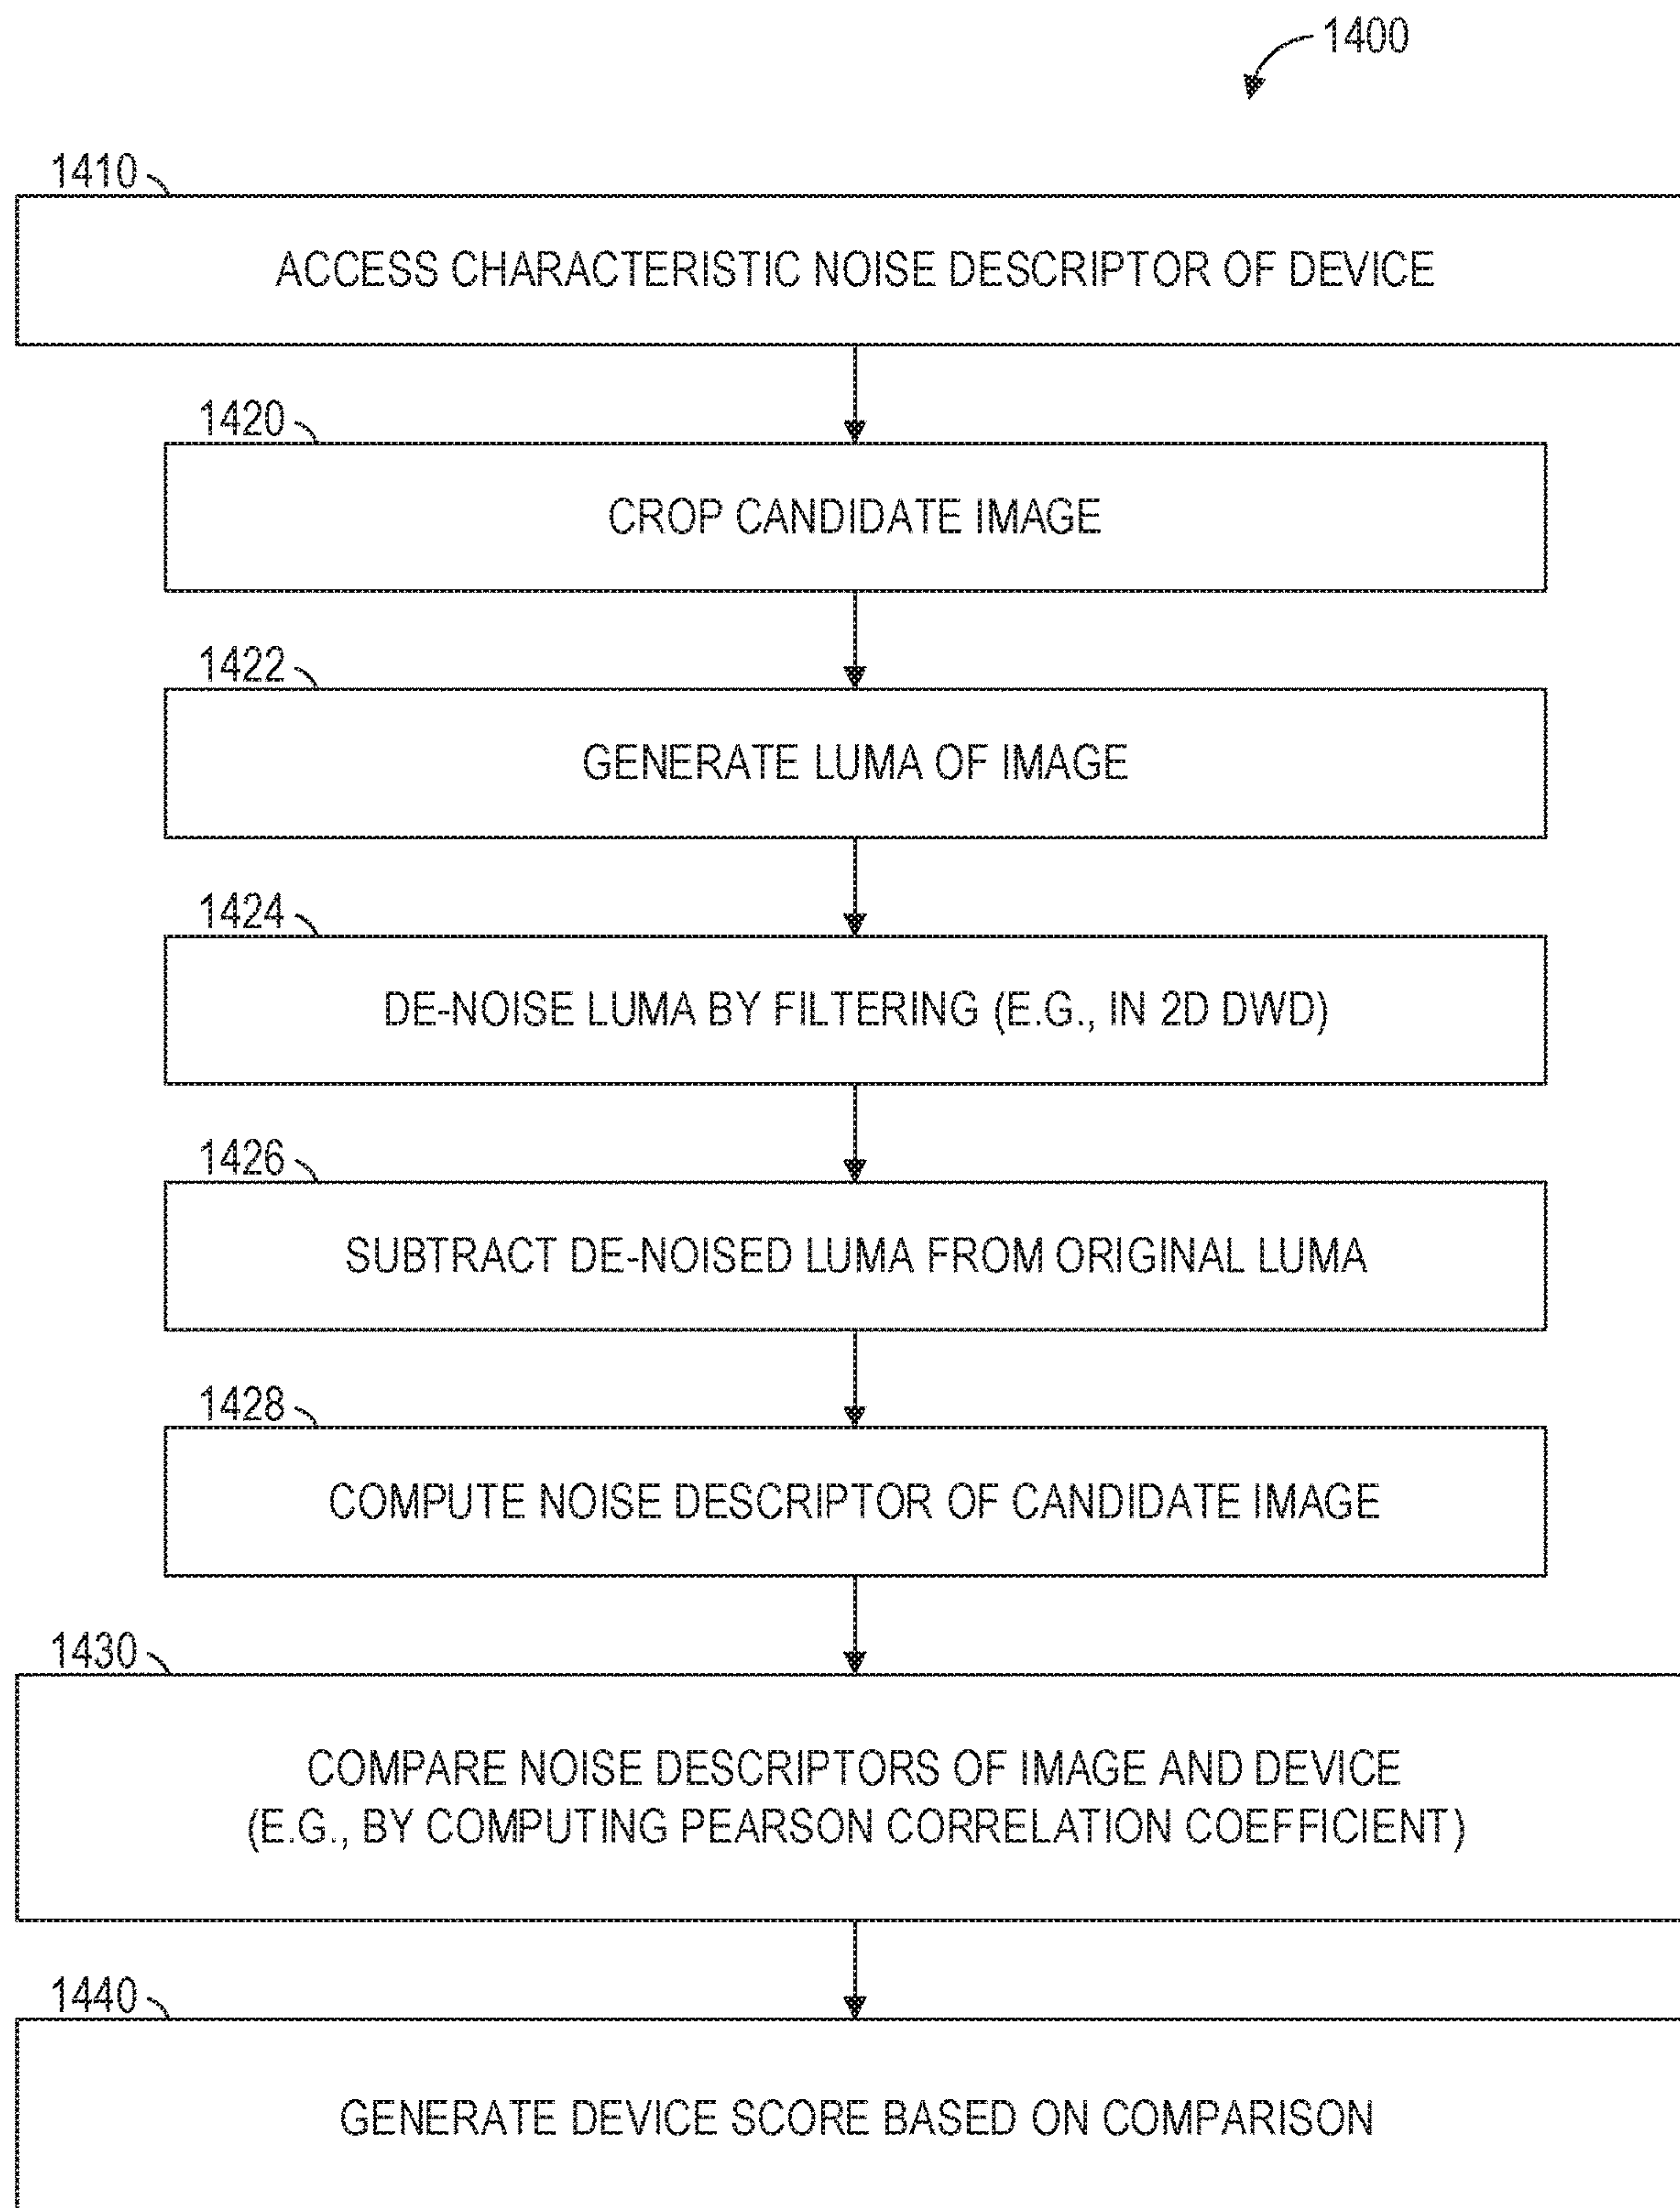 1400
1410
ACCESS CHARACTERISTIC NOISE DESCRIPTOR OF DEVICE
1420
CROP CANDIDATE IMAGE
1422
GENERATE LUMA OF IMAGE
1424
DE-NOISE LUMA BY FILTERING (E.G., IN 2D DWD)
1426
SUBTRACT DE-NOISED LUMA FROM ORIGINAL LUMA
1428
COMPUTE NOISE DESCRIPTOR OF CANDIDATE IMAGE
1430
COMPARE NOISE DESCRIPTORS OF IMAGE AND DEVICE
(E.G., BY COMPUTING PEARSON CORRELATION COEFFICIENT)
1440
GENERATE DEVICE SCORE BASED ON COMPARISON